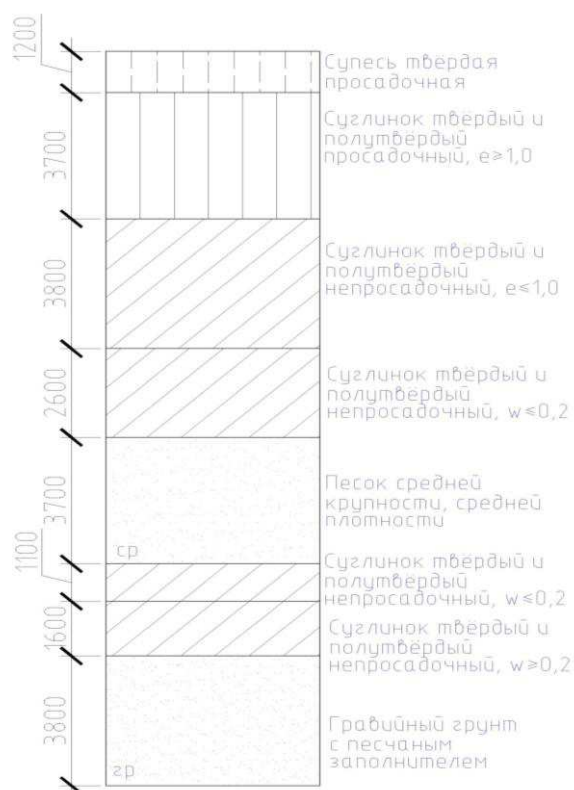 1200
Супесь твёрдая
просадочная
3700
Суглинок твёрдый и
полутвёрдый
просадочный, e≥1,0
3800
Суглинок твёрдый и
полутвёрдый
непросадочный, e≤1,0
2600
Суглинок твёрдый и
полутвёрдый
непросадочный, w≤0,2
3700
Песок средней
крупности, средней
плотности
ср
1100
Суглинок твёрдый и
полутвёрдый
непросадочный, w≤0,2
1600
Суглинок твёрдый и
полутвёрдый
непросадочный, w≥0,2
3800
Гравийный грунт
с песчаным
заполнителем
гр